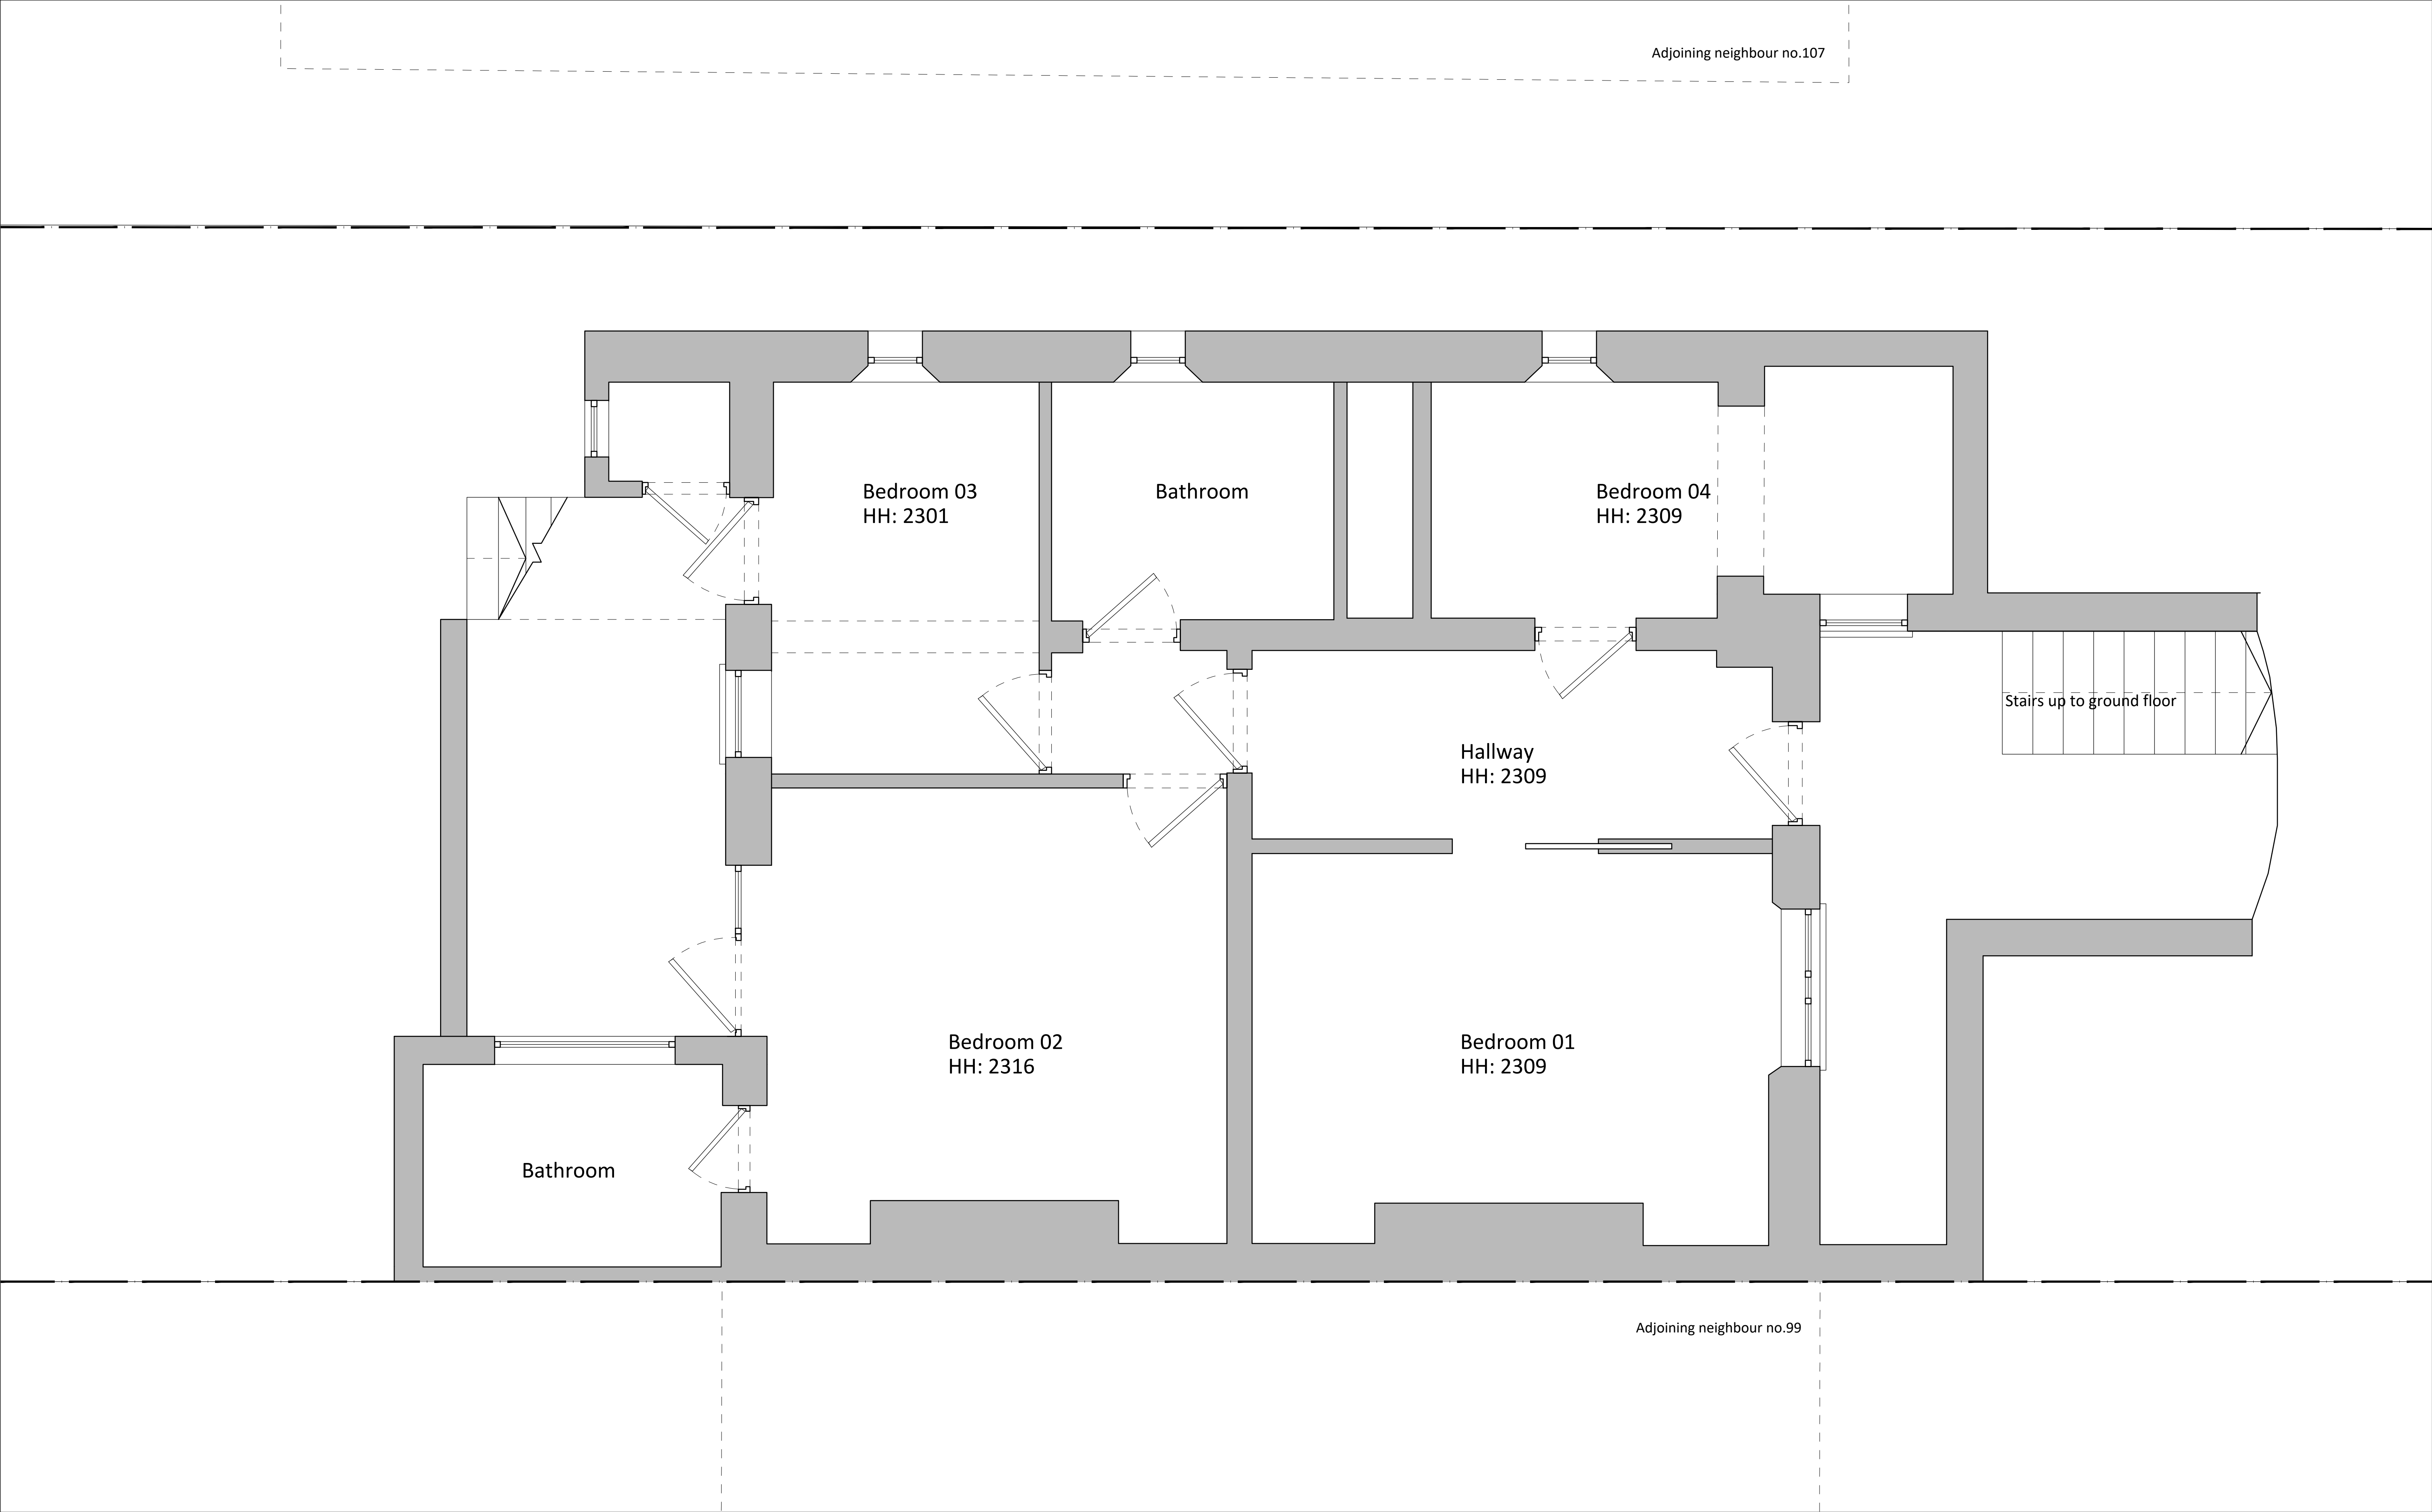 Adjoining neighbour no.107
Bedroom 03
HH: 2301
Bathroom
Bedroom 04
HH: 2309
Stairs up to ground floor
Hallway
HH: 2309
Bedroom 02
HH: 2316
Bedroom 01
HH: 2309
Bathroom
Adjoining neighbour no.99